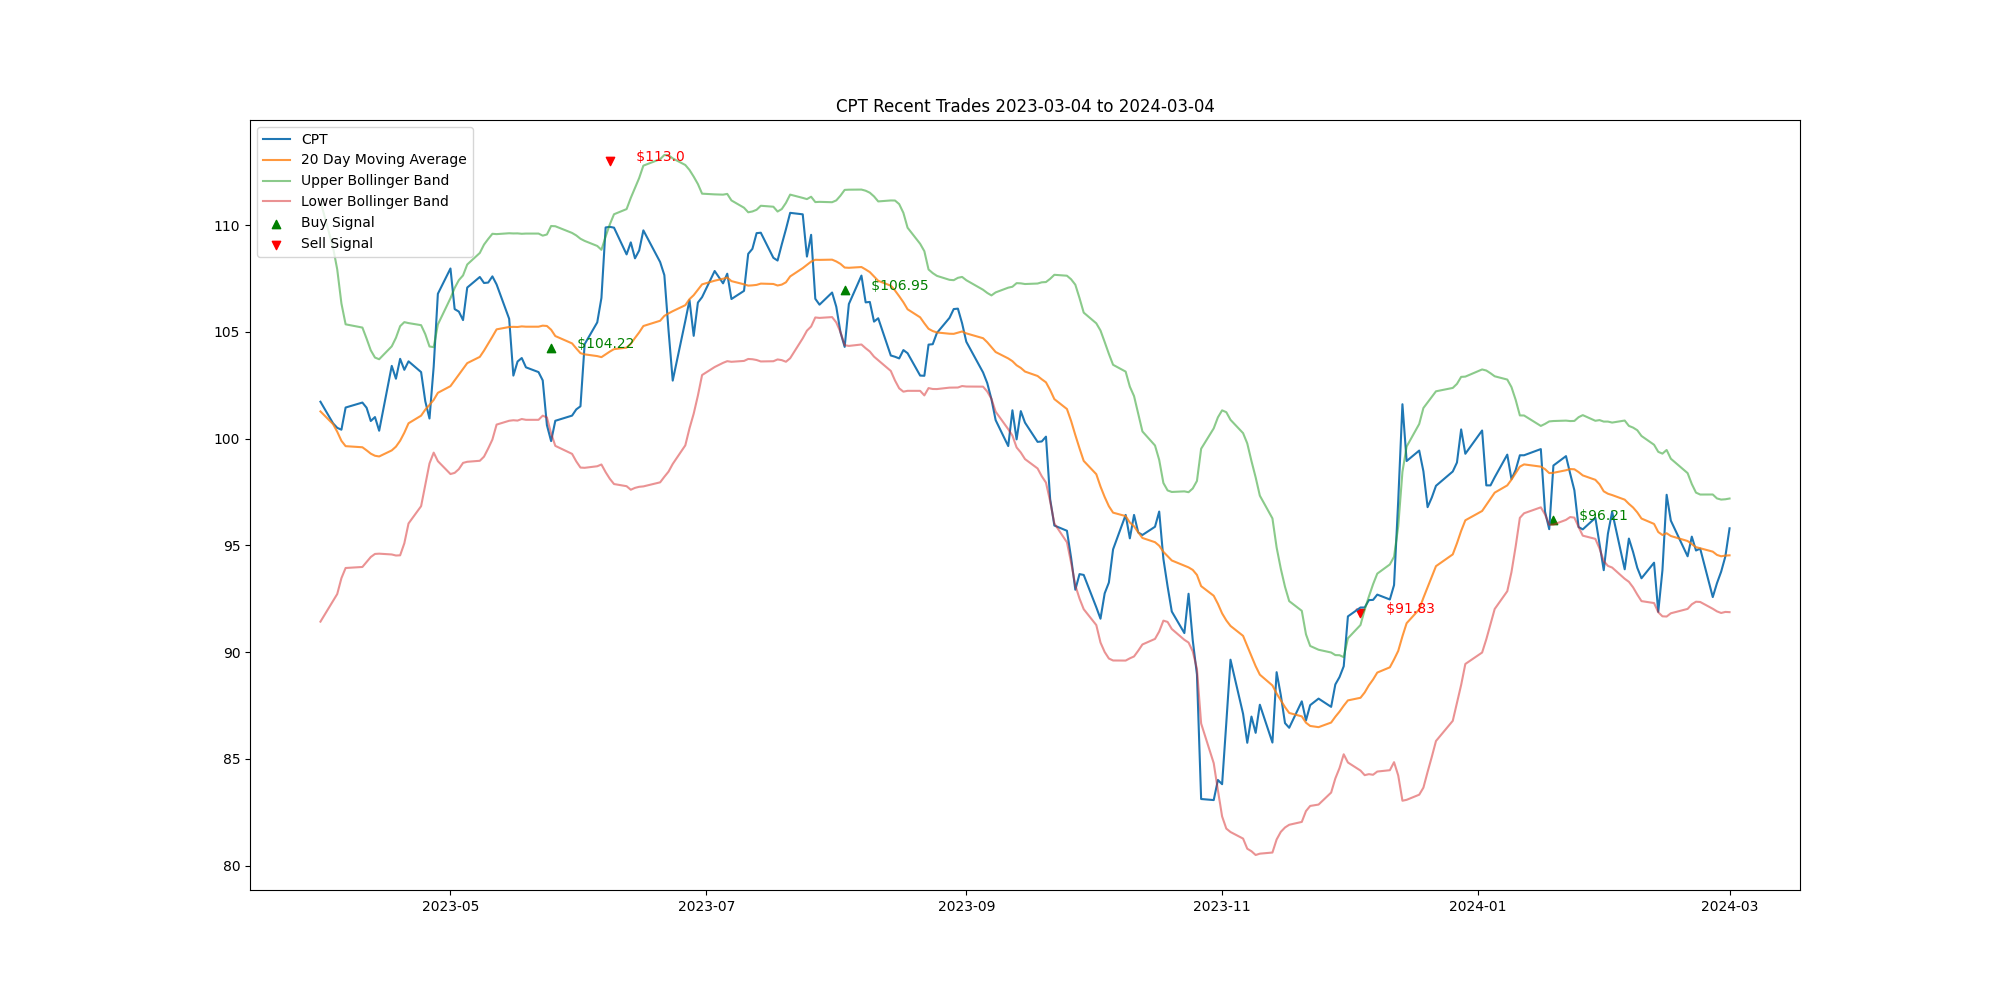 CPT Recent Trades 2023-03-04 to 2024-03-04
CPT
20 Day Moving Average
Upper Bollinger Band
Lower Bollinger Band
Buy Signal
Sell Signal
$113.0
$106.95
$104.22
$96.21
$91.83
110
105
100
95
90
85
80
2023-05
2023-07
2023-09
2023-11
2024-01
2024-03